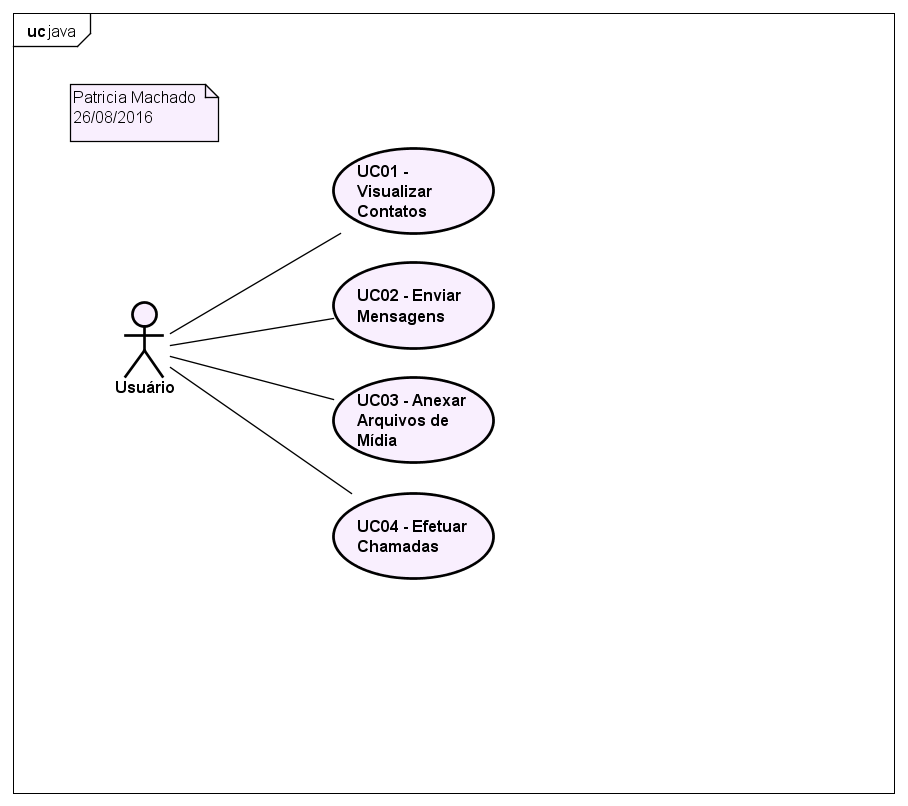 uc java
Patricia Machado
26/08/2016
UC01 -
Visualizar
Contatos
UC02 - Enviar
Mensagens
Usuário
UC03 - Anexar
Arquivos de
Mídia
UC04 - Efetuar
Chamadas